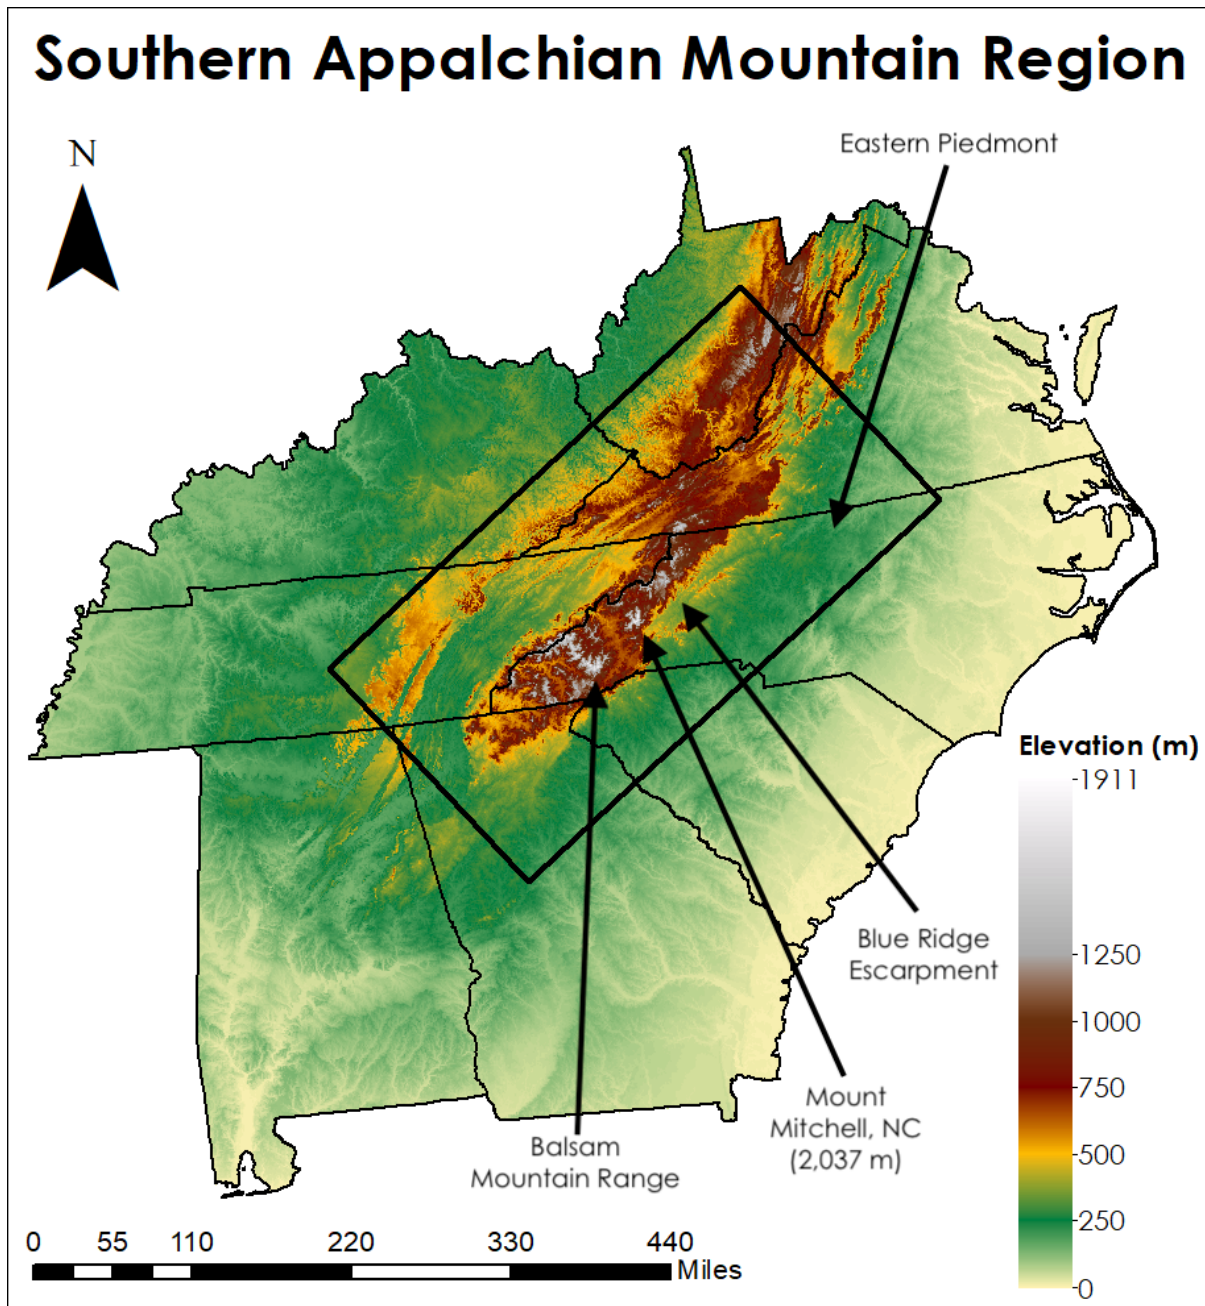 Southern Appalchian Mountain Region
N
Eastern Piedmont
Elevation (m)
1911
1250
1000
750
500
250
0
Blue Ridge
Escarpment
Mount
Mitchell, NC
(2,037 m)
Balsam
Mountain Range
0 55 110 220 330 440
Miles